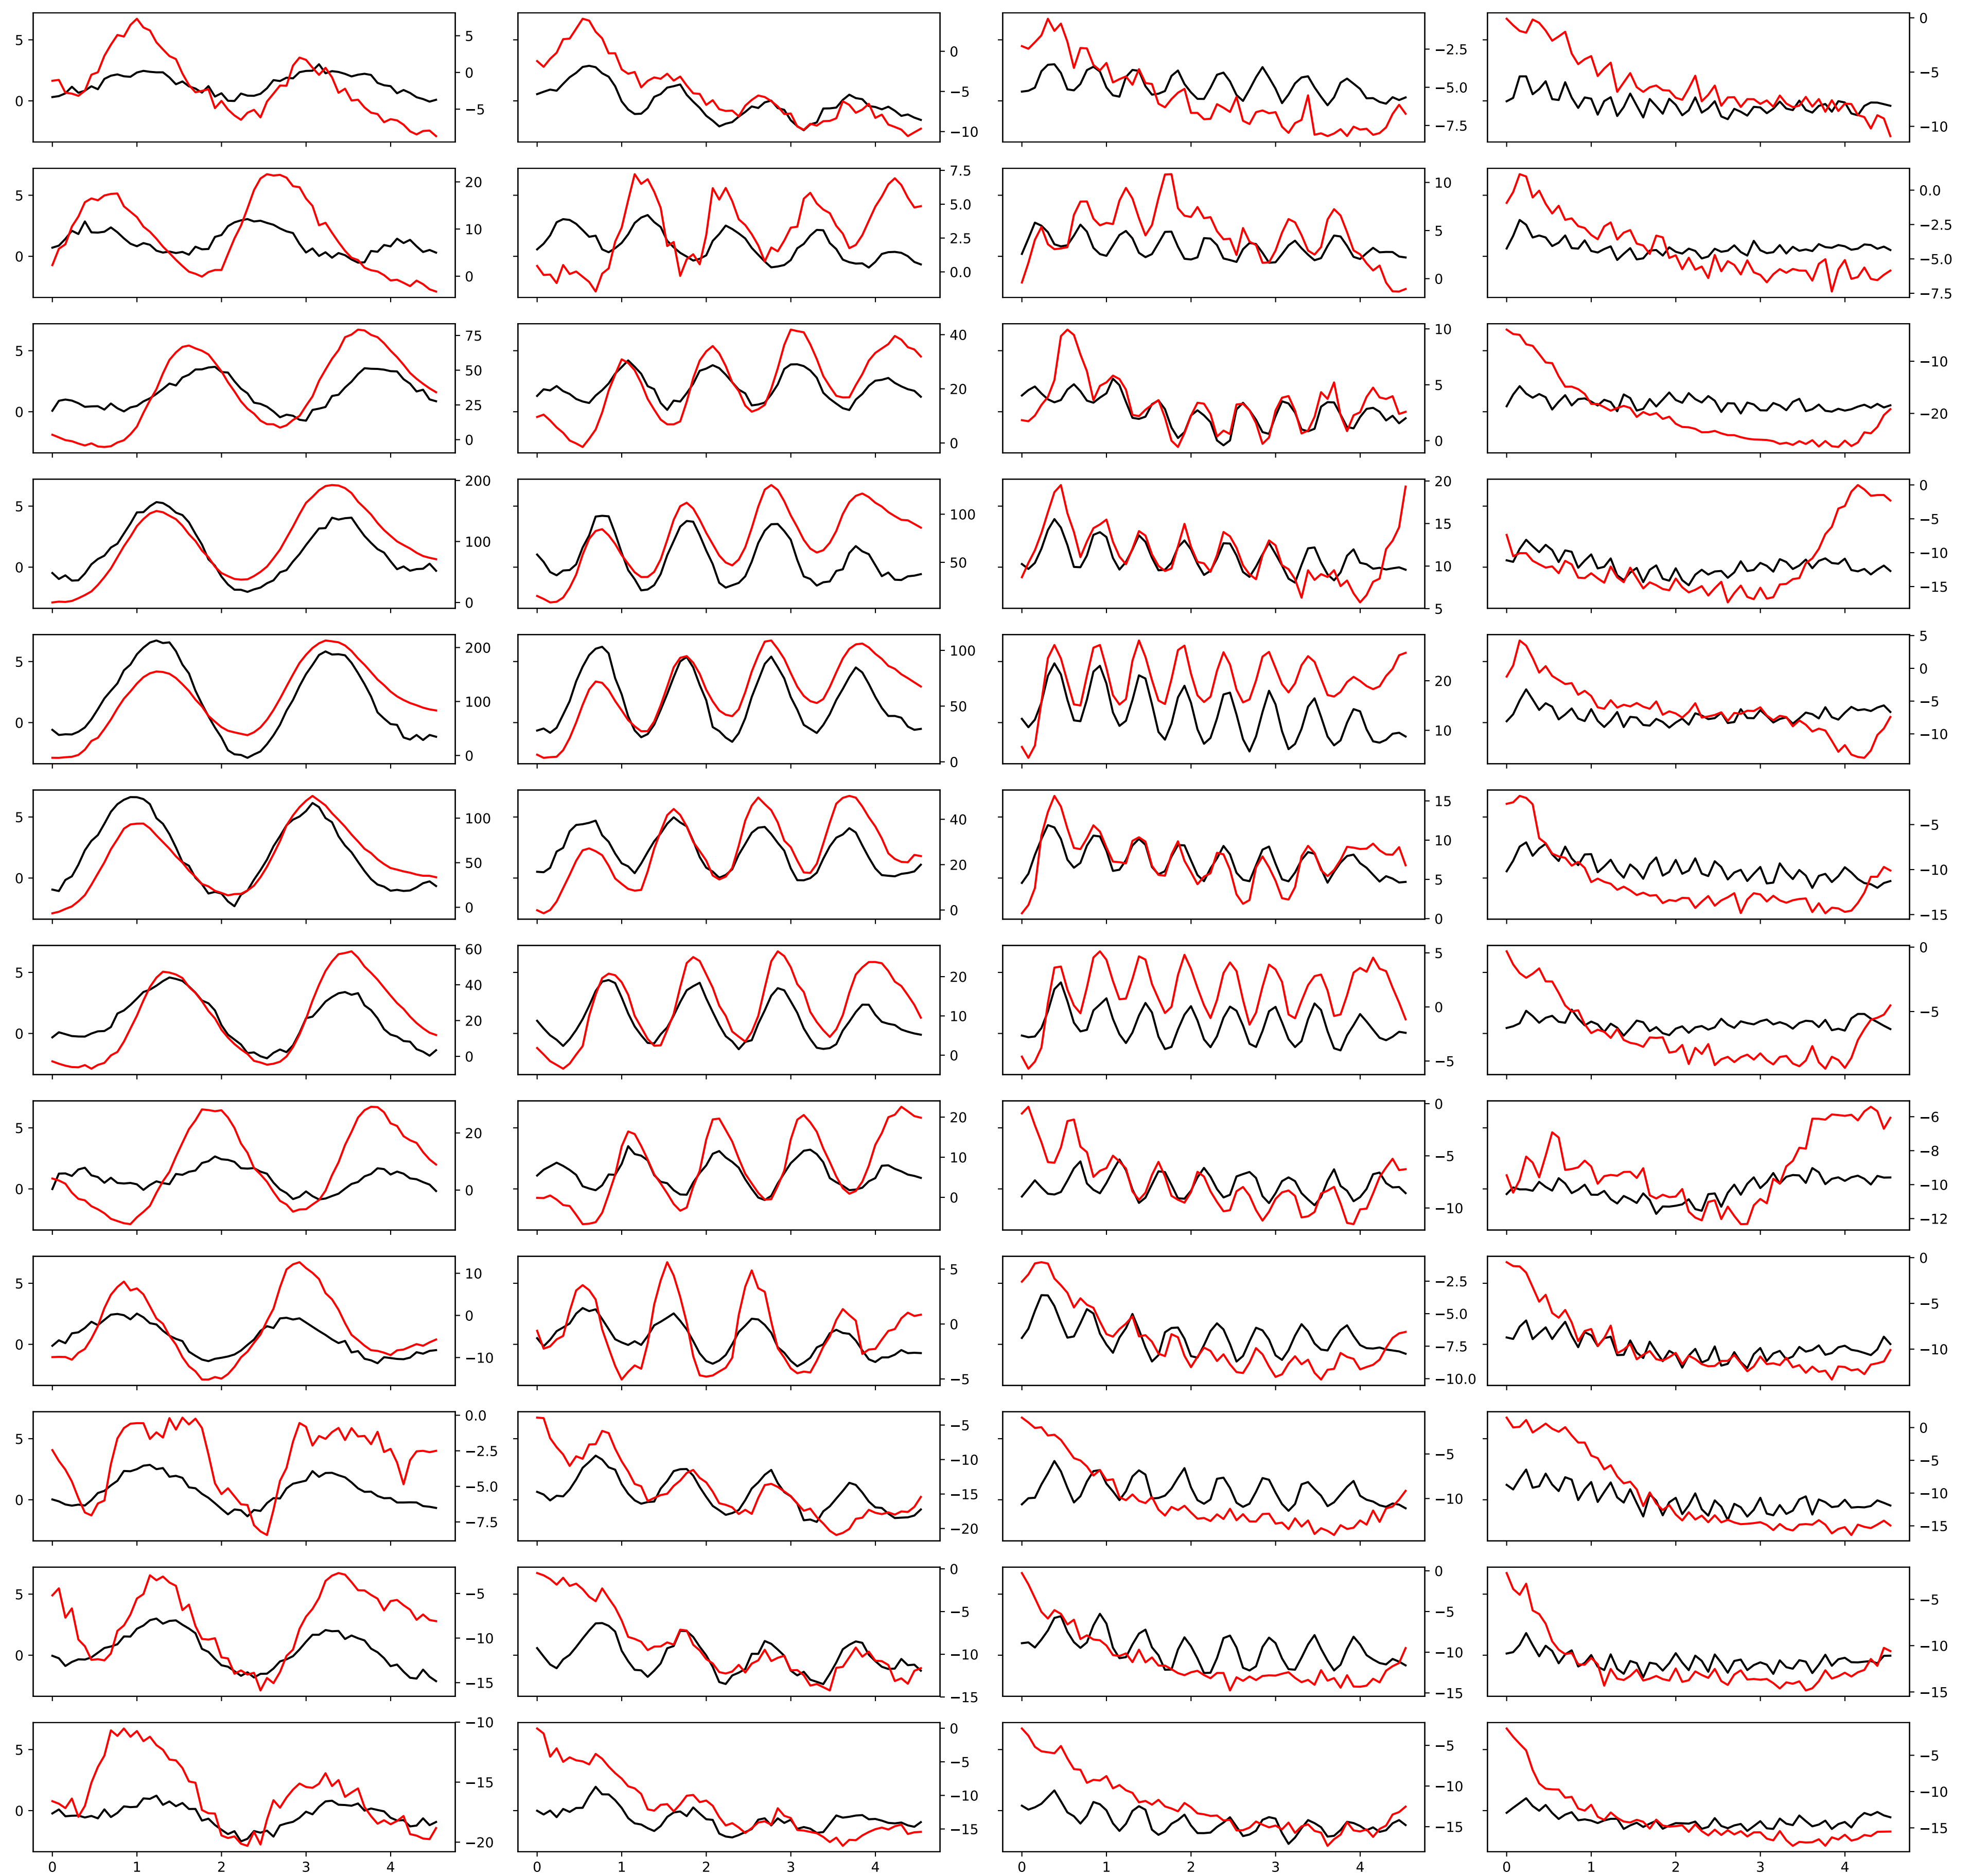 5 0
5 0 −5
0 −5 −10
−2.5 −5.0 −7.5
0 −5 −10
5 0
20 10 0
7.5 5.0 2.5 0.0
10 5 0
0.0 −2.5 −5.0 −7.5
5 0
75 50 25 0
40 20 0
10 5 0
−10 −20
5 0
200 100 0
100 50
20 15 10 5
0 −5 −10 −15
5 0
200 100 0
100 50 0
20 10
5 0 −5 −10
5 0
100 50 0
40 20 0
15 10 5 0
−5 −10 −15
5 0
60 40 20 0
20 10 0
5 0 −5
0 −5
5 0
20 0
20 10 0
0 −5 −10
−6 −8 −10 −12
5 0
10 0 −10
5 0 −5
−2.5 −5.0 −7.5 −10.0
0 −5 −10
5 0
0.0 −2.5 −5.0 −7.5
−5 −10 −15 −20
−5 −10
0 −5 −10 −15
5 0
−5 −10 −15
0 −5 −10 −15
0 −5 −10 −15
−5 −10 −15
5 0
−10 −15 −20
0 −5 −10 −15
−5 −10 −15
−5 −10 −15
0 1 2 3 4
0 1 2 3 4
0 1 2 3 4
0 1 2 3 4